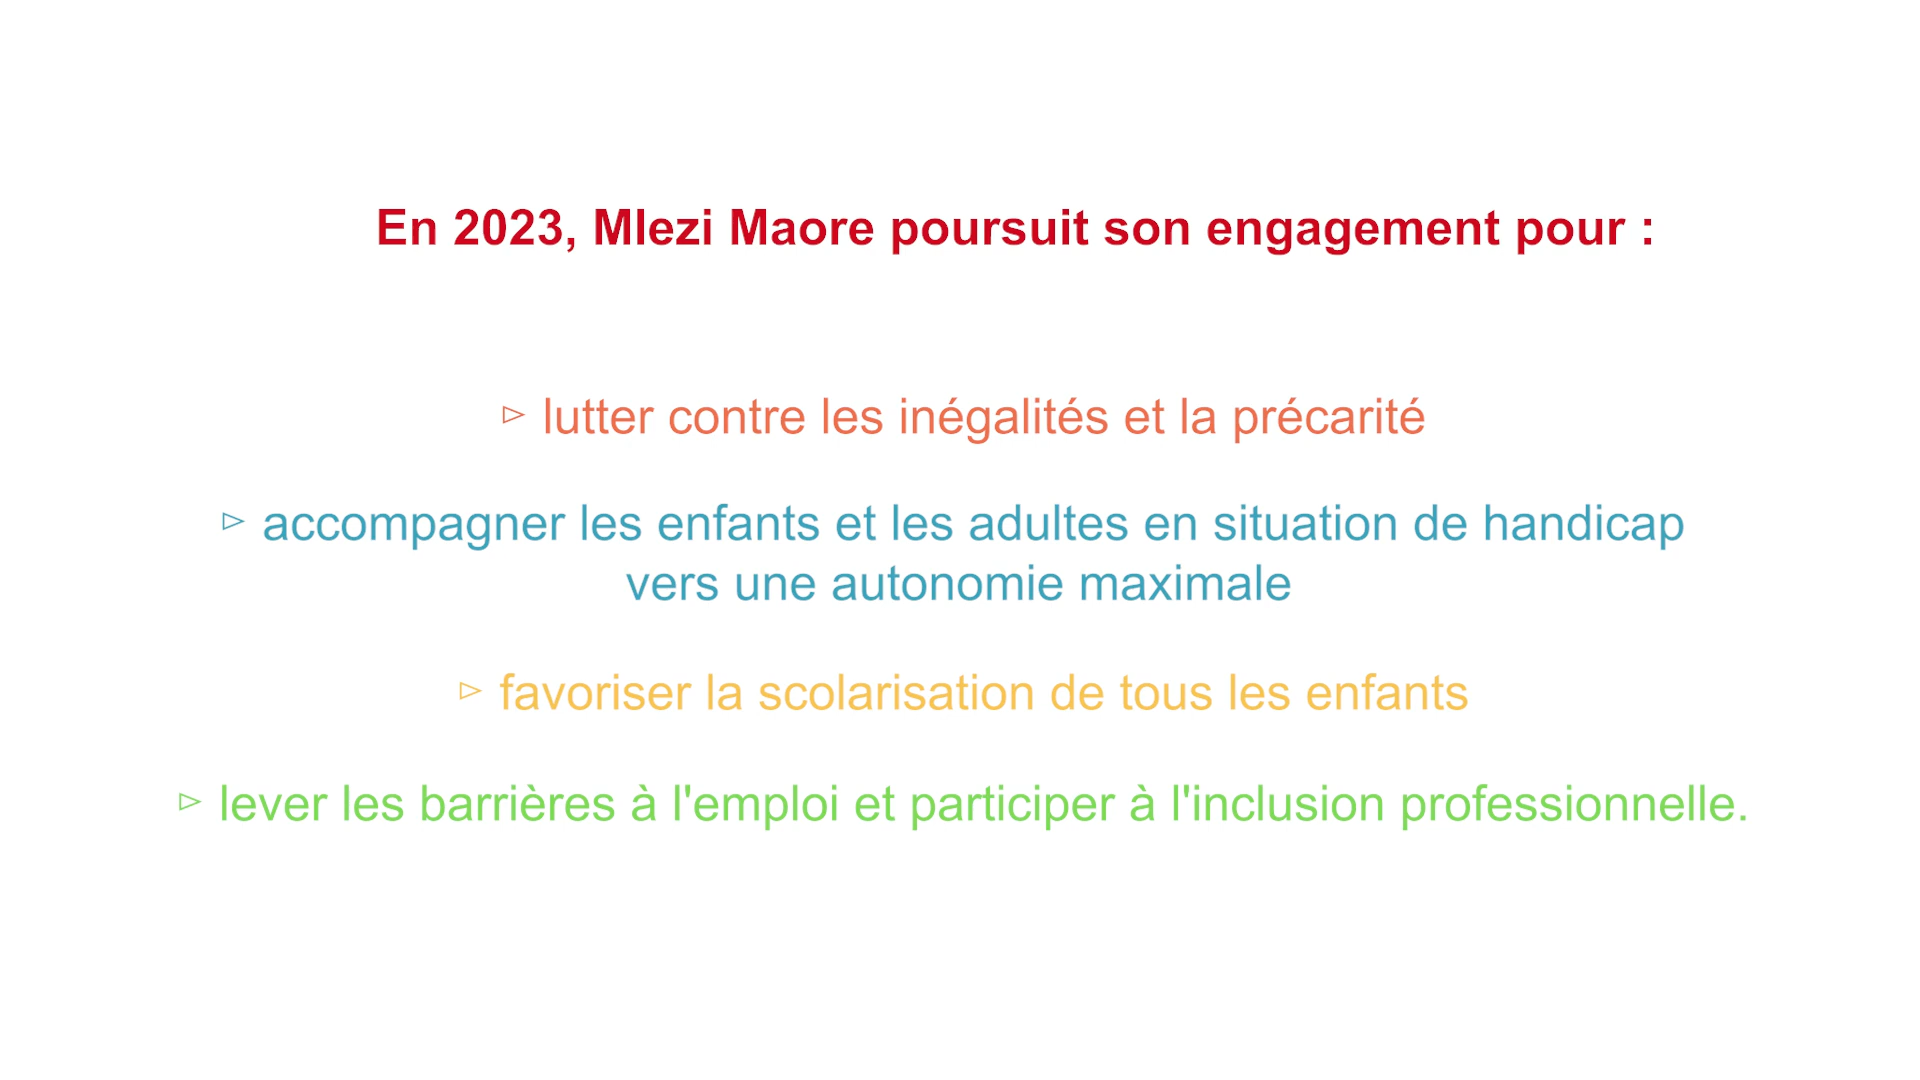 En 2023, Mlezi Maore poursuit son engagement pour :
▻ lutter contre les inégalités et la précarité
▻ accompagner les enfants et les adultes en situation de handicap
vers une autonomie maximale
▻ favoriser la scolarisation de tous les enfants
▻ lever les barrières à l'emploi et participer à l'inclusion professionnelle.